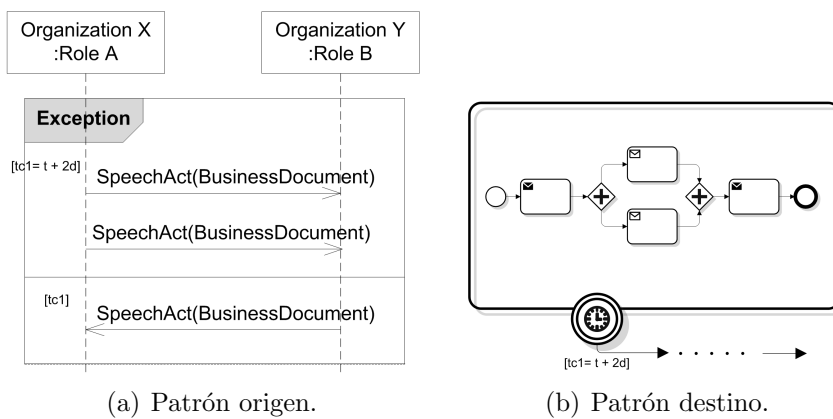 Organization X
:Role A
Organization Y
:Role B
Exception
[tc1= t + 2d]
SpeechAct(BusinessDocument)
SpeechAct(BusinessDocument)
[tc1]
SpeechAct(BusinessDocument)
[tc1= t + 2d]
(a) Patrón origen.
(b) Patrón destino.